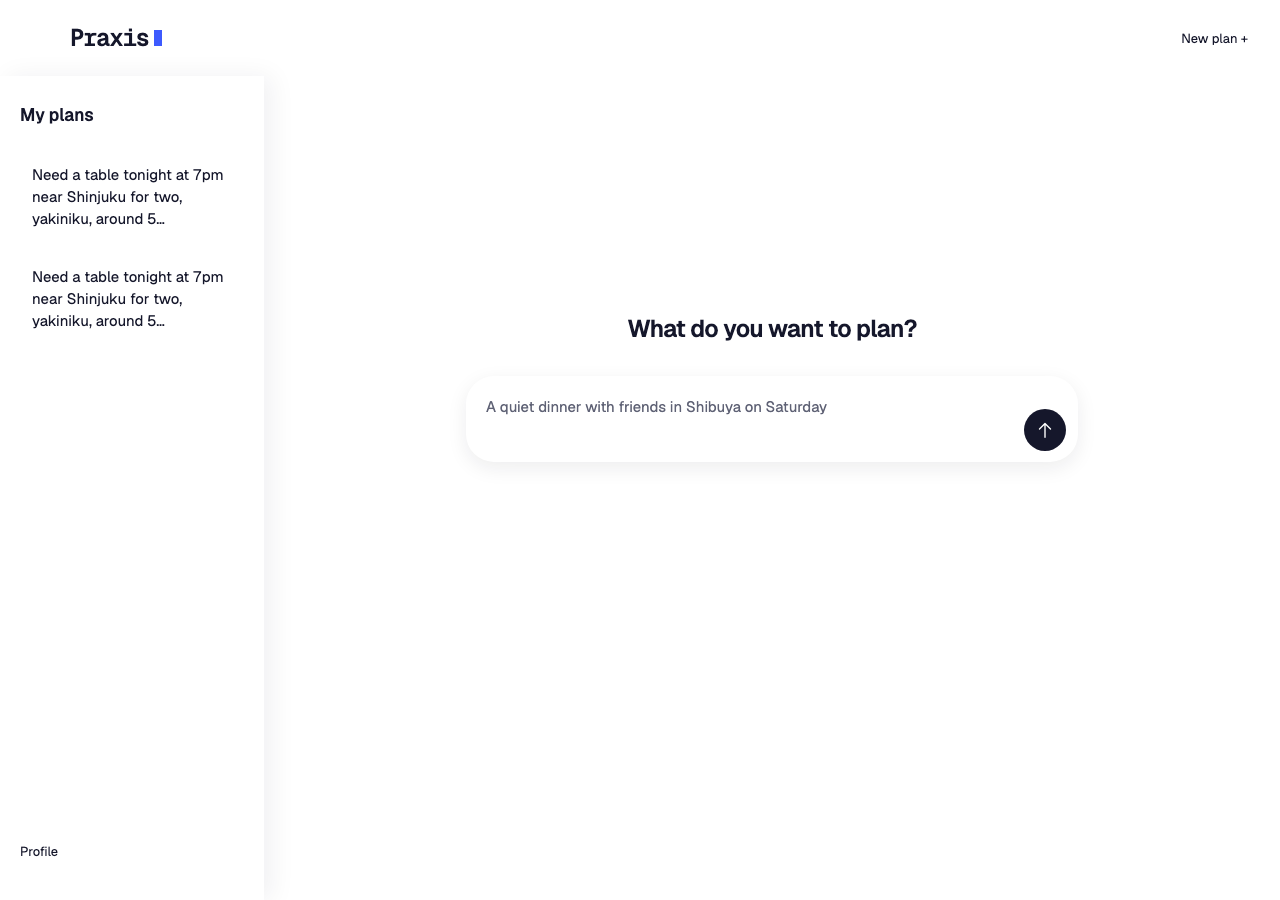 Praxis
New plan +
My plans
Need a table tonight at 7pm
near Shinjuku for two,
yakiniku, around 5...
Need a table tonight at 7pm
near Shinjuku for two,
yakiniku, around 5...
What do you want to plan?
A quiet dinner with friends in Shibuya on Saturday
Profile